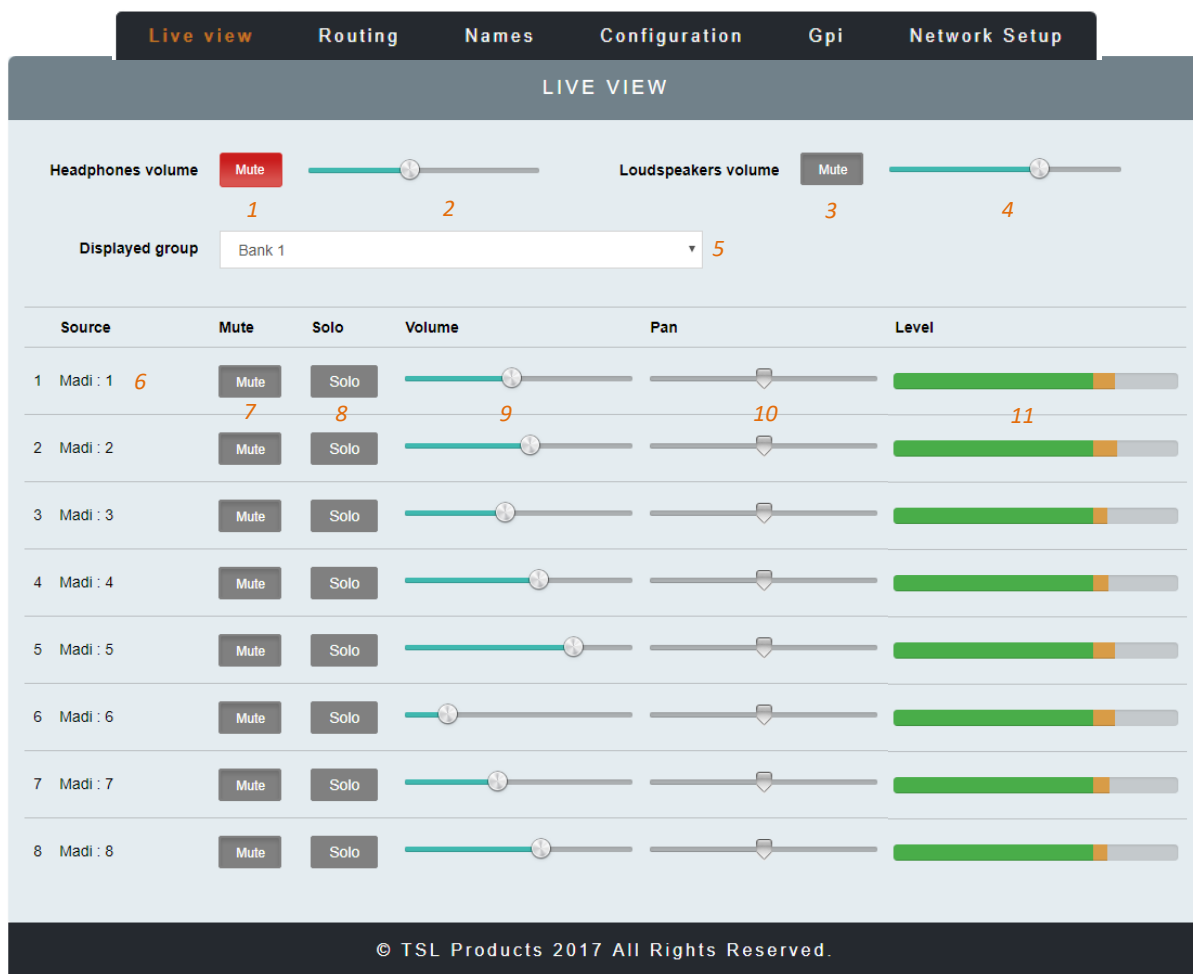 Live view Routing Names Configuration Gpi Network Setup
LIVE VIEW
Headphones volume Mute Loudspeakers volume Mute
1 2 3 4
Displayed group Bank 1 5
Source Mute Solo Volume Pan Level
1 Madi : 1 6 Mute Solo
7 8 9 10 11
2 Madi : 2 Mute Solo
3 Madi : 3 Mute Solo
4 Madi : 4 Mute Solo
5 Madi : 5 Mute Solo
6 Madi : 6 Mute Solo
7 Madi : 7 Mute Solo
8 Madi : 8 Mute Solo
© TSL Products 2017 All Rights Reserved.